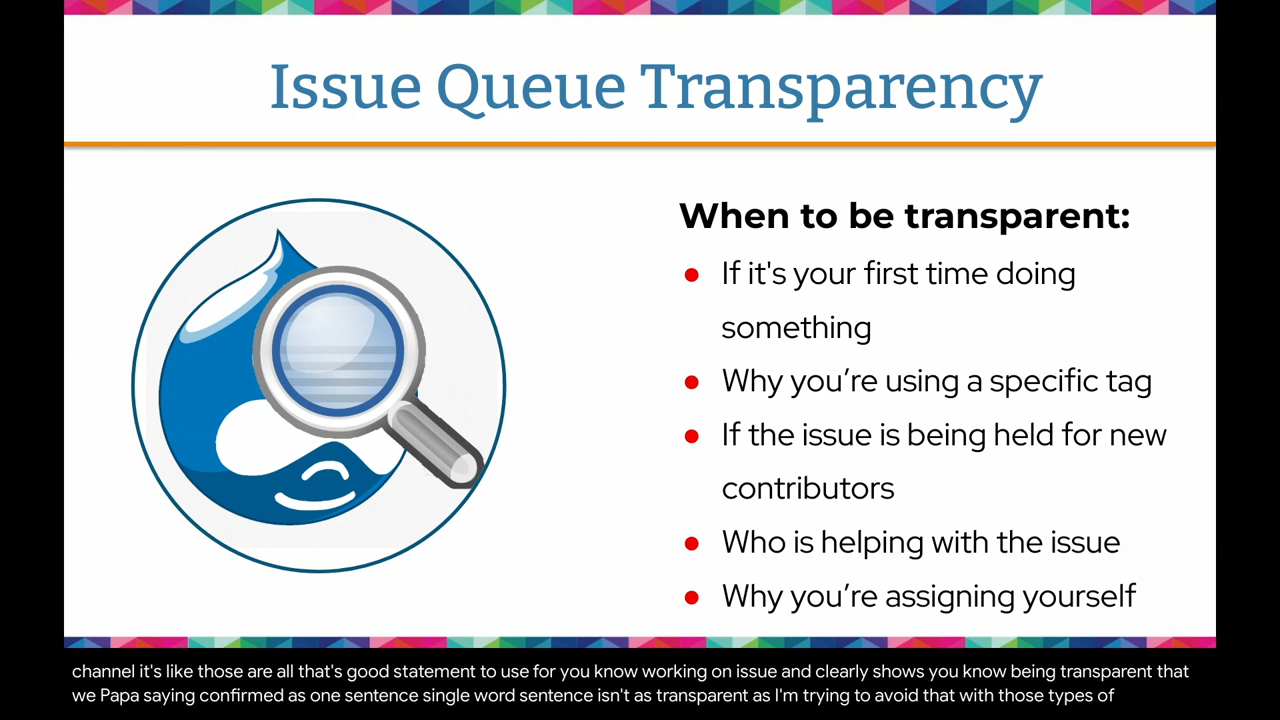 Issue Queue Transparency
When to be transparent:
● If it's your first time doing
something
● Why you’re using a specific tag
● If the issue is being held for new
contributors
● Who is helping with the issue
● Why you’re assigning yourself
channel it's like those are all that's good statement to use for you know working on issue and clearly shows you know being transparent that
we Papa saying confirmed as one sentence single word sentence isn't as transparent as I'm trying to avoid that with those types of